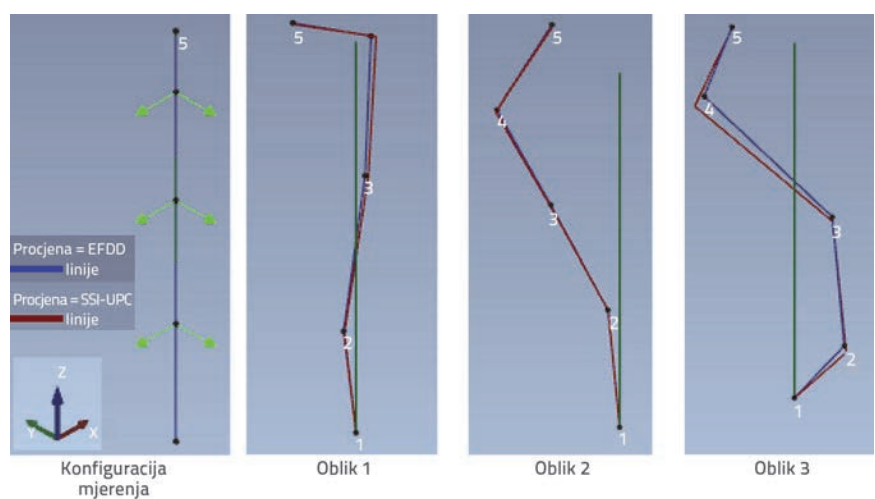 5
Procjena = EFDD
linije
Procjena = SSI-UPC
linije
Z
Y
X
Konfiguracija
mjerenja
5
3
2
1
Oblik 1
5
4
3
2
1
Oblik 2
5
4
3
2
1
Oblik 3